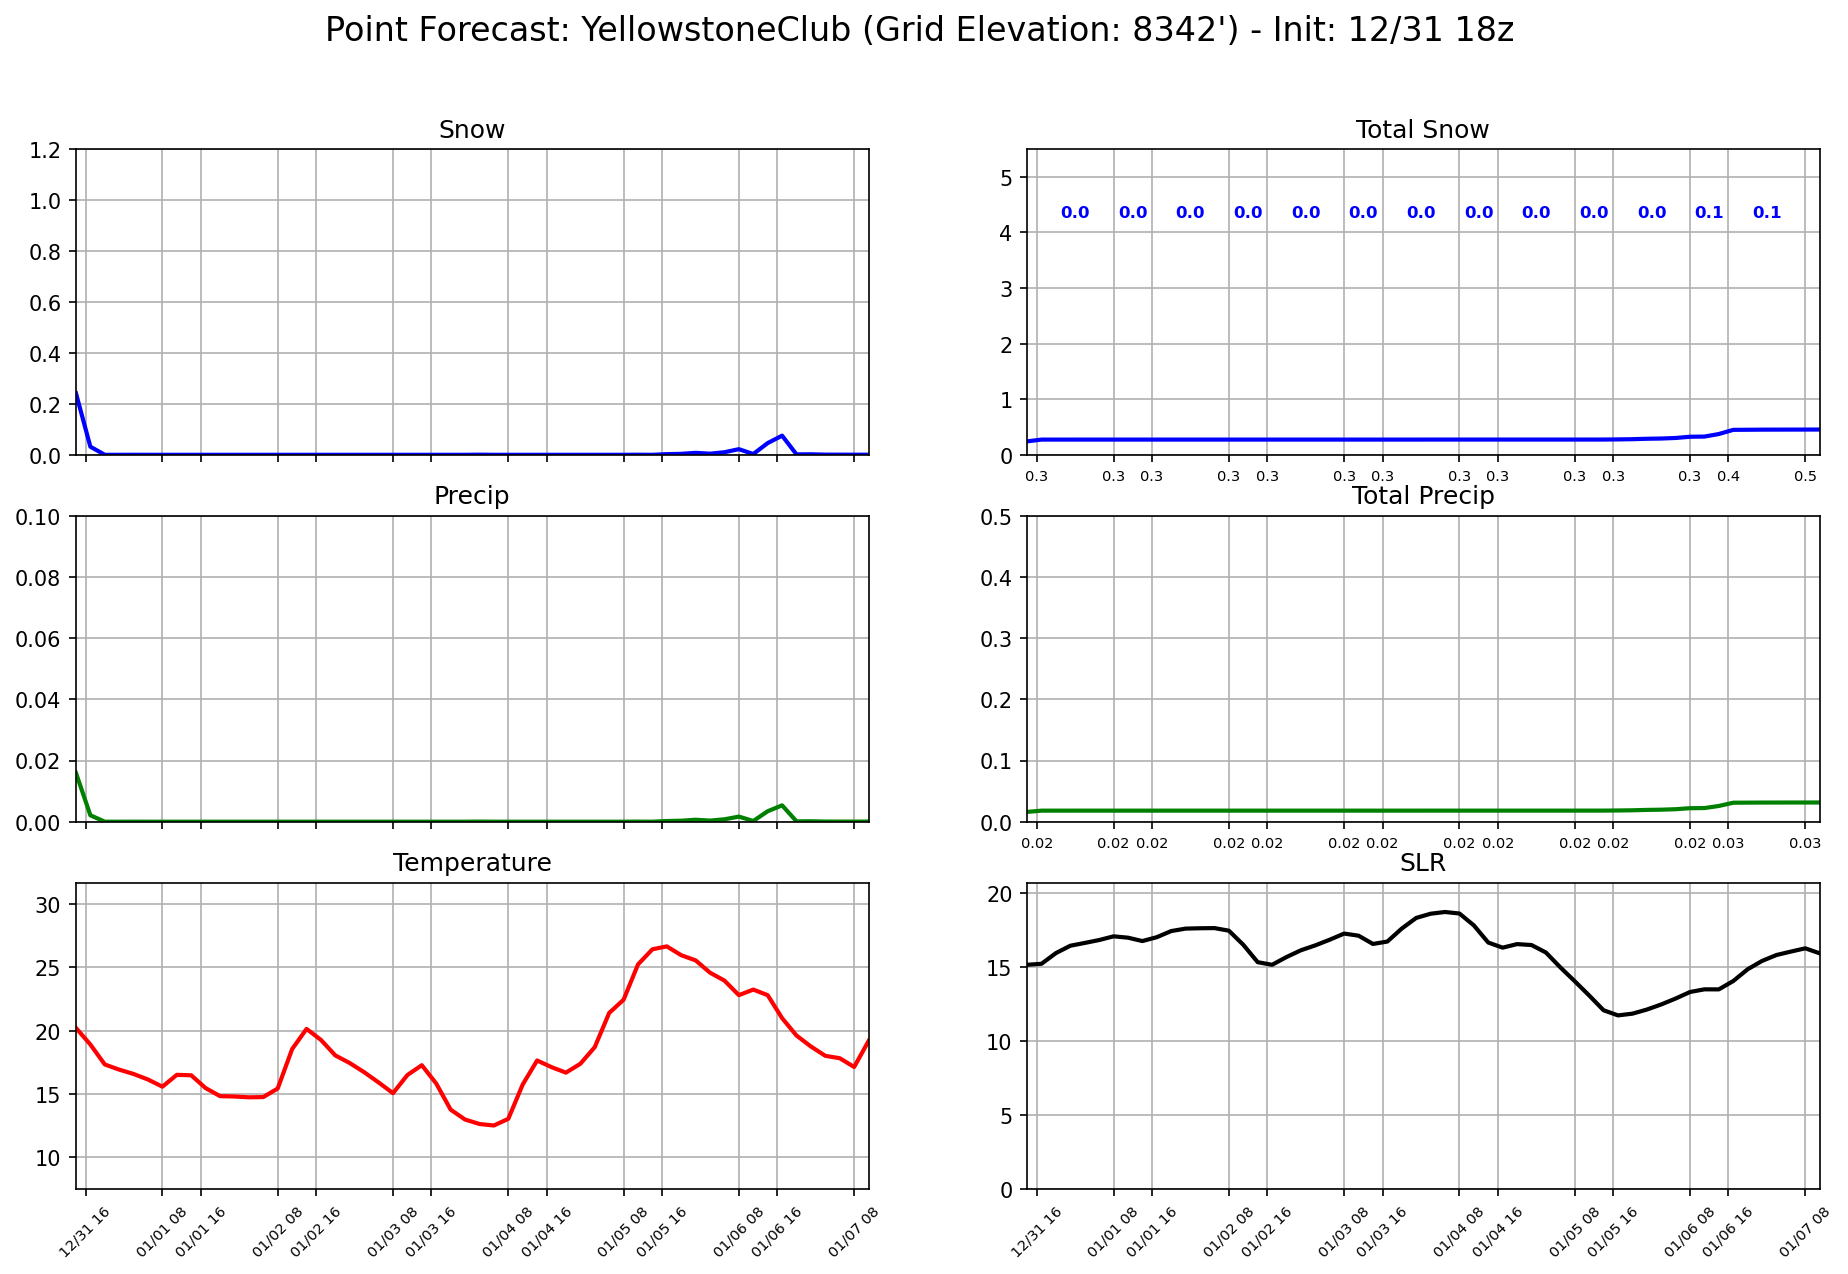 Point Forecast: YellowstoneClub (Grid Elevation: 8342') - Init: 12/31 18z
Snow
1.2
1.0
0.8
0.6
0.4
0.2
0.0
Total Snow
5
4
3
2
1
0
0.0 0.0 0.0 0.0 0.0 0.0 0.0 0.0 0.0 0.0 0.0 0.1 0.1
0.3 0.3 0.3 0.3 0.3 0.3 0.3 0.3 0.3 0.3 0.3 0.3 0.4 0.5
Precip
0.10
0.08
0.06
0.04
0.02
0.00
Total Precip
0.5
0.4
0.3
0.2
0.1
0.0
0.02 0.02 0.02 0.02 0.02 0.02 0.02 0.02 0.02 0.02 0.02 0.02 0.03 0.03
Temperature
30
25
20
15
10
12/31 16 01/01 08 01/01 16 01/02 08 01/02 16 01/03 08 01/03 16 01/04 08 01/04 16 01/05 08 01/05 16 01/06 08 01/06 16 01/07 08
SLR
20
15
10
5
0
12/31 16 01/01 08 01/01 16 01/02 08 01/02 16 01/03 08 01/03 16 01/04 08 01/04 16 01/05 08 01/05 16 01/06 08 01/06 16 01/07 08